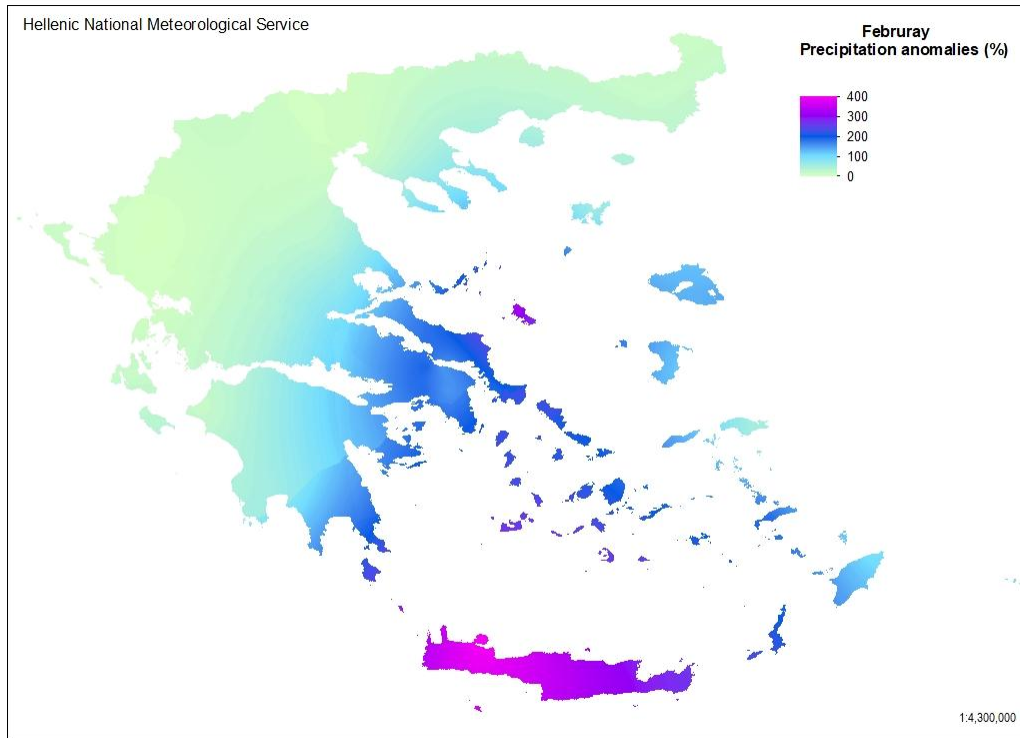 Hellenic National Meteorological Service
Februray
Precipitation anomalies (%)
400
300
200
100
0
1:4,300,000